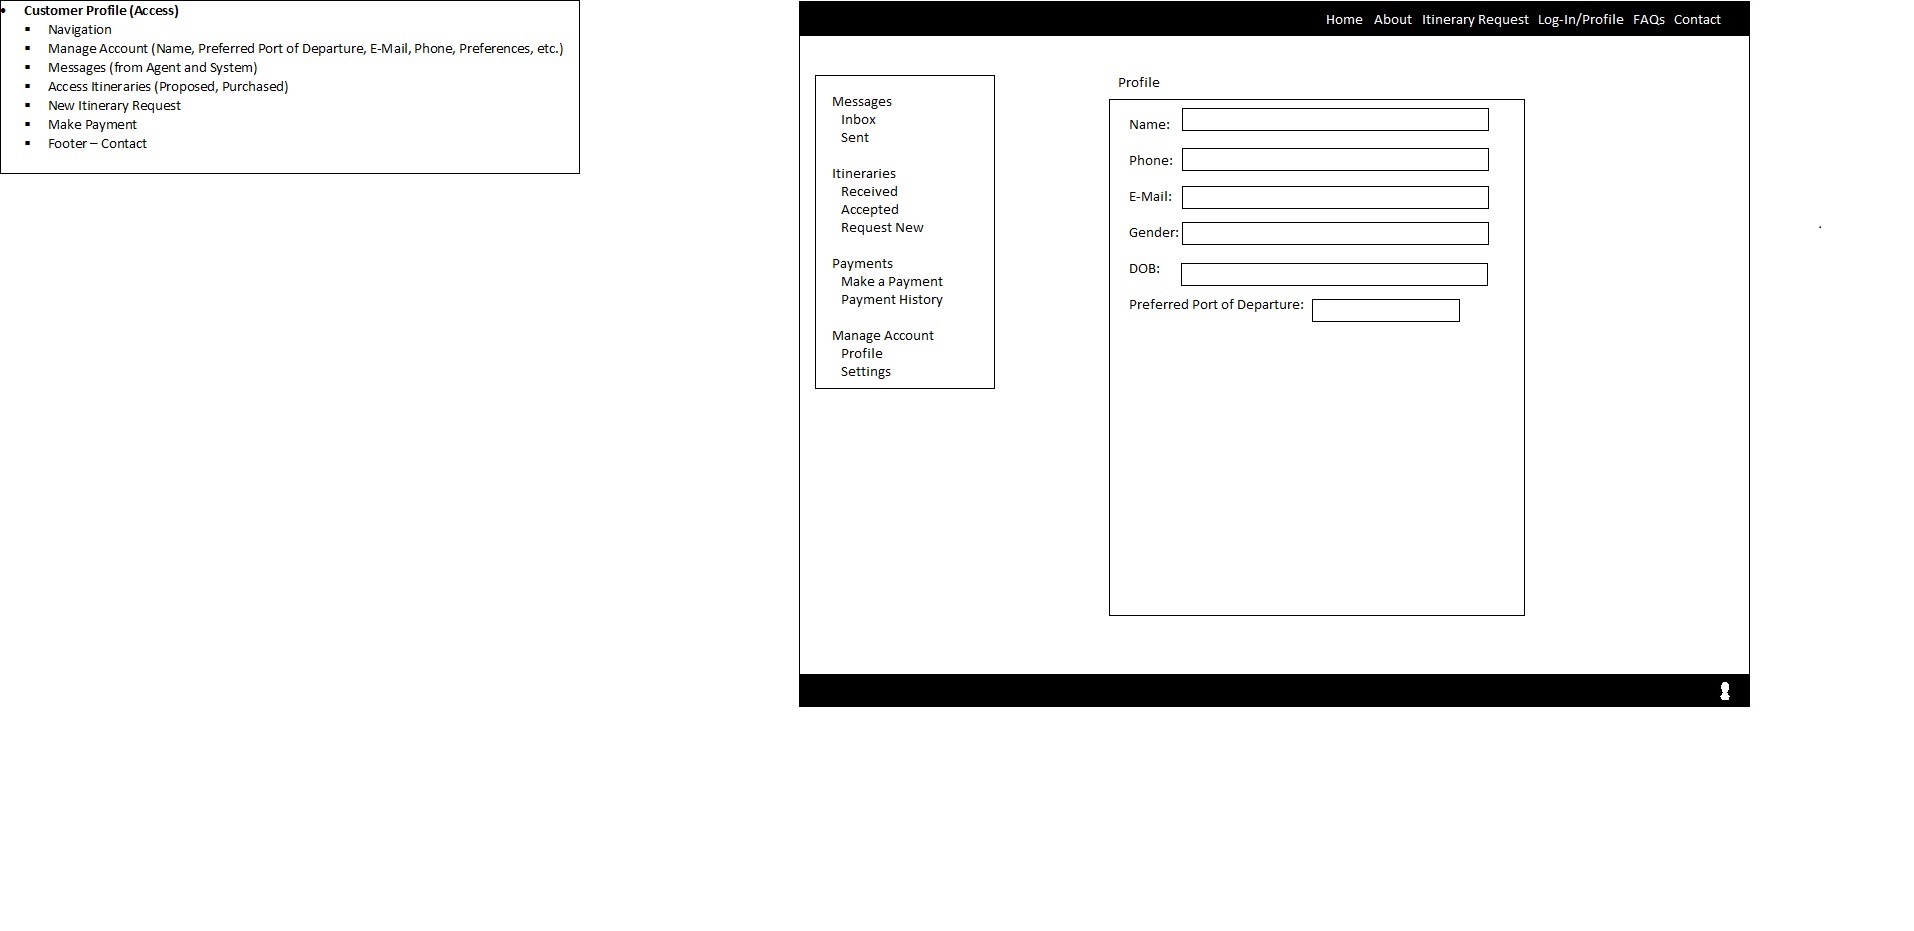 • Customer Profile (Access)
▪ Navigation
▪ Manage Account (Name, Preferred Port of Departure, E-Mail, Phone, Preferences, etc.)
▪ Messages (from Agent and System)
▪ Access Itineraries (Proposed, Purchased)
▪ New Itinerary Request
▪ Make Payment
▪ Footer – Contact
Home About Itinerary Request Log-In/Profile FAQs Contact
Messages
Inbox
Sent
Itineraries
Received
Accepted
Request New
Payments
Make a Payment
Payment History
Manage Account
Profile
Settings
Profile
Name:
Phone:
E-Mail:
Gender:
DOB:
Preferred Port of Departure:
.